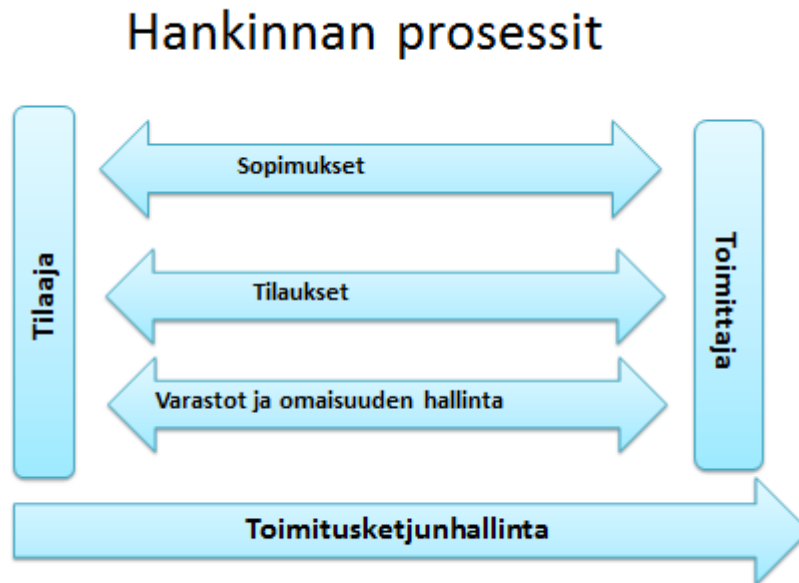 Hankinnan prosessit
Tilaaja
Sopimukset
Tilaukset
Varastot ja omaisuuden hallinta
Toimittaja
Toimitusketjunhallinta